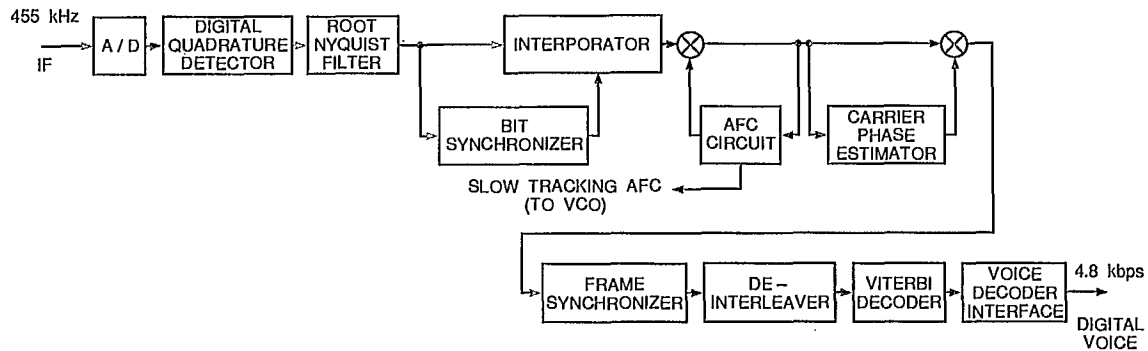 455 kHz
IF
A / D
DIGITAL
QUADRATURE
DETECTOR
ROOT
NYQUIST
FILTER
INTERPORATOR
BIT
SYNCHRONIZER
AFC
CIRCUIT
CARRIER
PHASE
ESTIMATOR
SLOW TRACKING AFC
(TO VCO)
FRAME
SYNCHRONIZER
DE -
INTERLEAVER
VITERBI
DECODER
VOICE
DECODER
INTERFACE
4.8 kbps
DIGITAL
VOICE